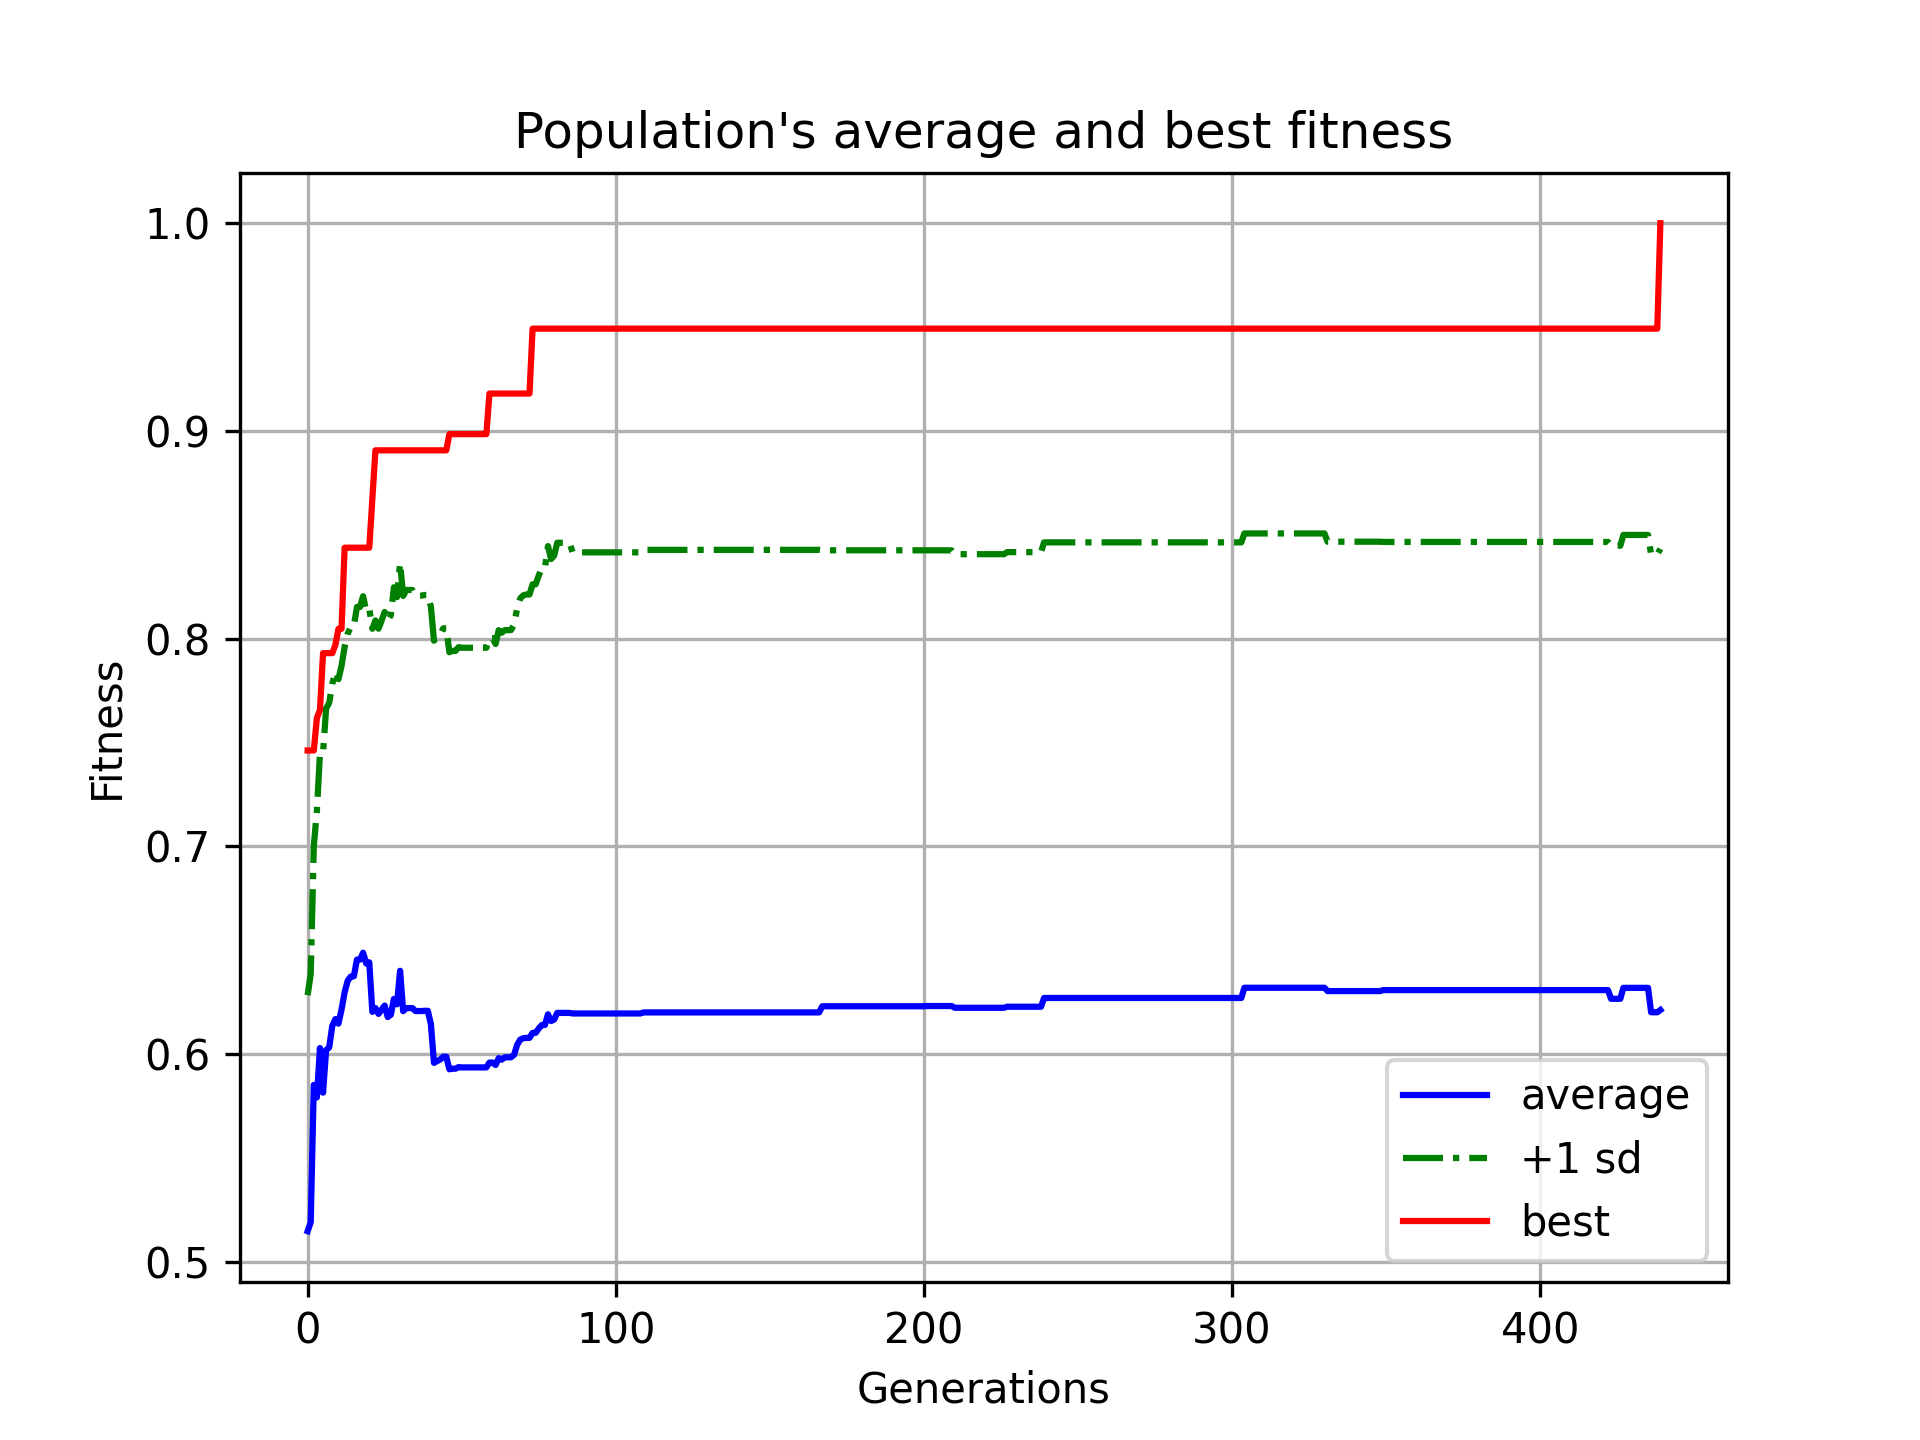 Population's average and best fitness
1.0
0.9
0.8
0.7
0.6
0.5
Fitness
0 100 200 300 400
Generations
average
+1 sd
best